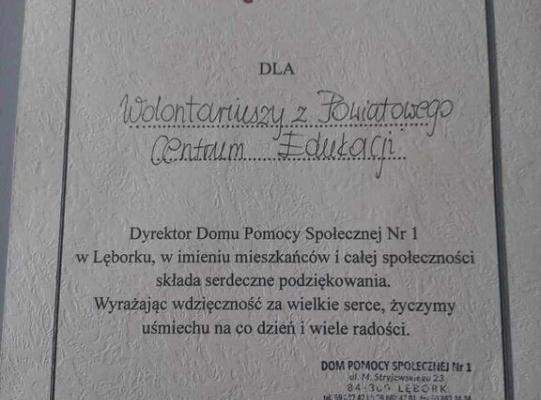 DLA
Wolontariuszy z Powiatowego
Centrum Edukacji
Dyrektor Domu Pomocy Społecznej Nr 1
w Lęborku, w imieniu mieszkańców i całej społeczności
składa serdeczne podziękowania.
Wyrażając wdzięczność za wielkie serce, życzymy
uśmiechu na co dzień i wiele radości.
DOM POMOCY SPOŁECZNEJ Nr 1
ul. M. Stryjewskiego 23
84-300 LĘBORK